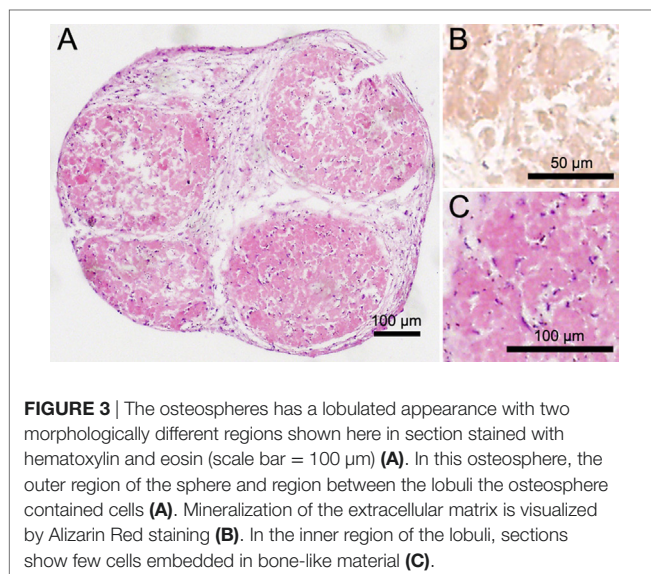 A
B
50 µm
C
100 µm
100 µm
FIGURE 3 | The osteospheres has a lobulated appearance with two
morphologically different regions shown here in section stained with
hematoxylin and eosin (scale bar = 100 µm) (A). In this osteosphere, the
outer region of the sphere and region between the lobuli the osteosphere
contained cells (A). Mineralization of the extracellular matrix is visualized
by Alizarin Red staining (B). In the inner region of the lobuli, sections
show few cells embedded in bone-like material (C).